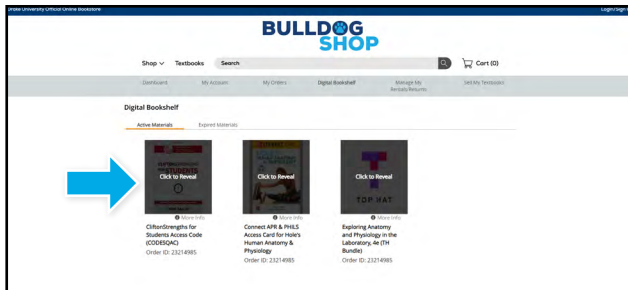 Drake University Official Online Bookstore
Login/Sign
BULLDOG
SHOP
Shop
Textbooks
Search
Cart (0)
Dashboard
My Account
My Orders
Digital Bookshelf
Manage My
Rentals/Returns
Sell My Textbooks
Digital Bookshelf
Active Materials
Expired Materials
STUDENTS
Click to Reveal
Click to Reveal
Click to Reveal
TOP HAT
More Info
More Info
More Info
CliftonStrengths for
Students Access Code
(CODESQAC)
Order ID: 23214985
Connect APR & PHILS
Access Card for Hole's
Human Anatomy &
Physiology
Order ID: 23214985
Exploring Anatomy
and Physiology in the
Laboratory, 4e (TH
Bundle)
Order ID: 23214985